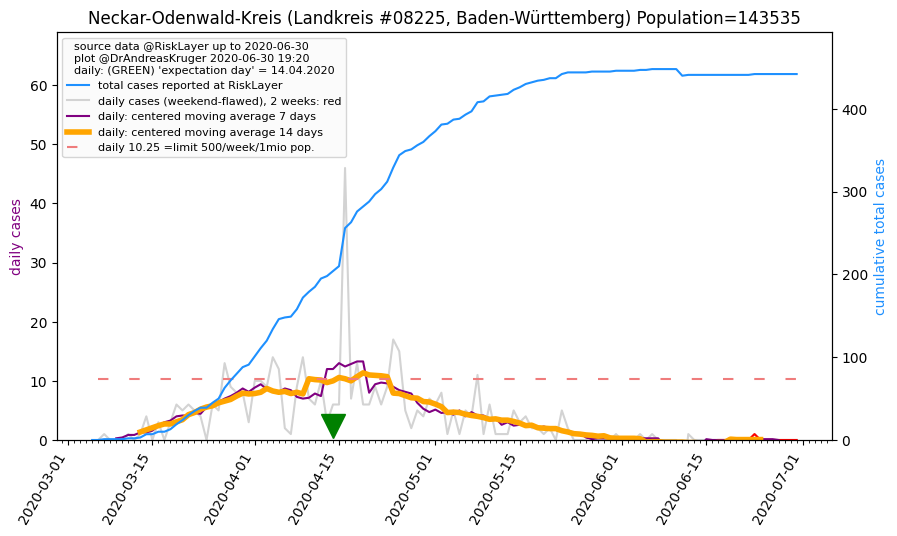 Neckar-Odenwald-Kreis (Landkreis #08225, Baden-Württemberg) Population=143535
source data @RiskLayer up to 2020-06-30
plot @DrAndreasKruger 2020-06-30 19:20
daily: (GREEN) 'expectation day' = 14.04.2020
total cases reported at RiskLayer
daily cases (weekend-flawed), 2 weeks: red
daily: centered moving average 7 days
daily: centered moving average 14 days
daily 10.25 =limit 500/week/1mio pop.
daily cases
60
50
40
30
20
10
0
cumulative total cases
400
300
200
100
0
2020-03-01
2020-03-15
2020-04-01
2020-04-15
2020-05-01
2020-05-15
2020-06-01
2020-06-15
2020-07-01